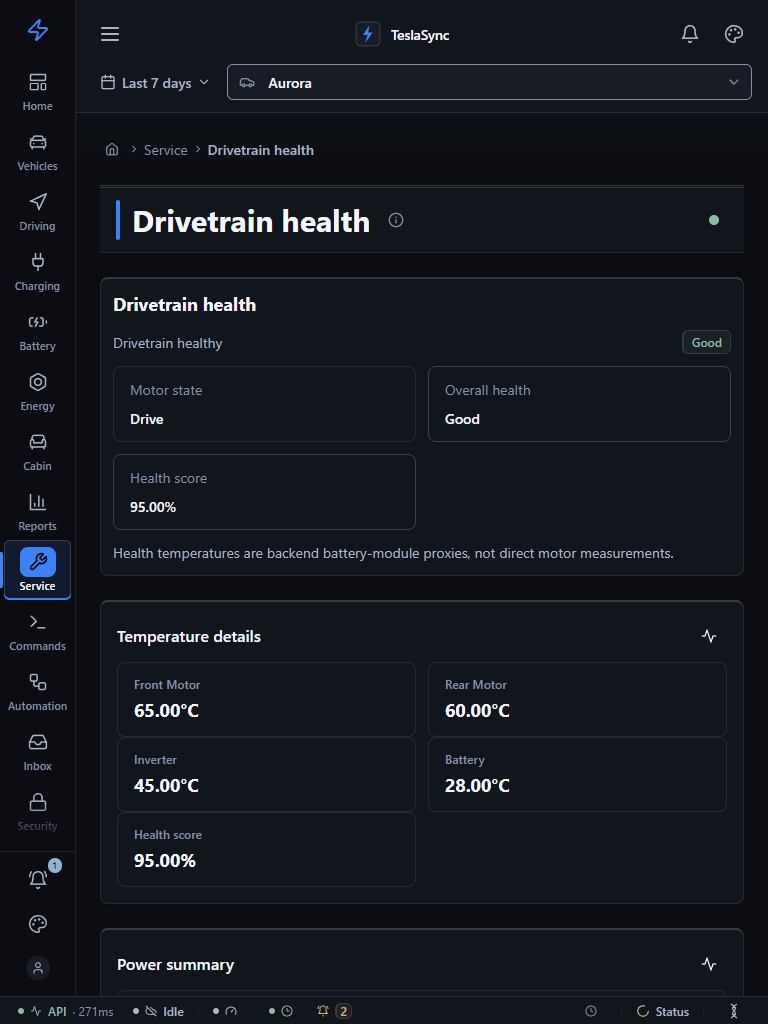 TeslaSync
Last 7 days
Aurora
Home
Vehicles
Driving
Charging
Battery
Energy
Cabin
Reports
Service
Commands
Automation
Inbox
Security
1
Service
Drivetrain health
Drivetrain health
Drivetrain health
Drivetrain healthy
Good
Motor state
Drive
Overall health
Good
Health score
95.00%
Health temperatures are backend battery-module proxies, not direct motor measurements.
Temperature details
Front Motor
65.00°C
Rear Motor
60.00°C
Inverter
45.00°C
Battery
28.00°C
Health score
95.00%
Power summary
API · 271ms
Idle
2
Status